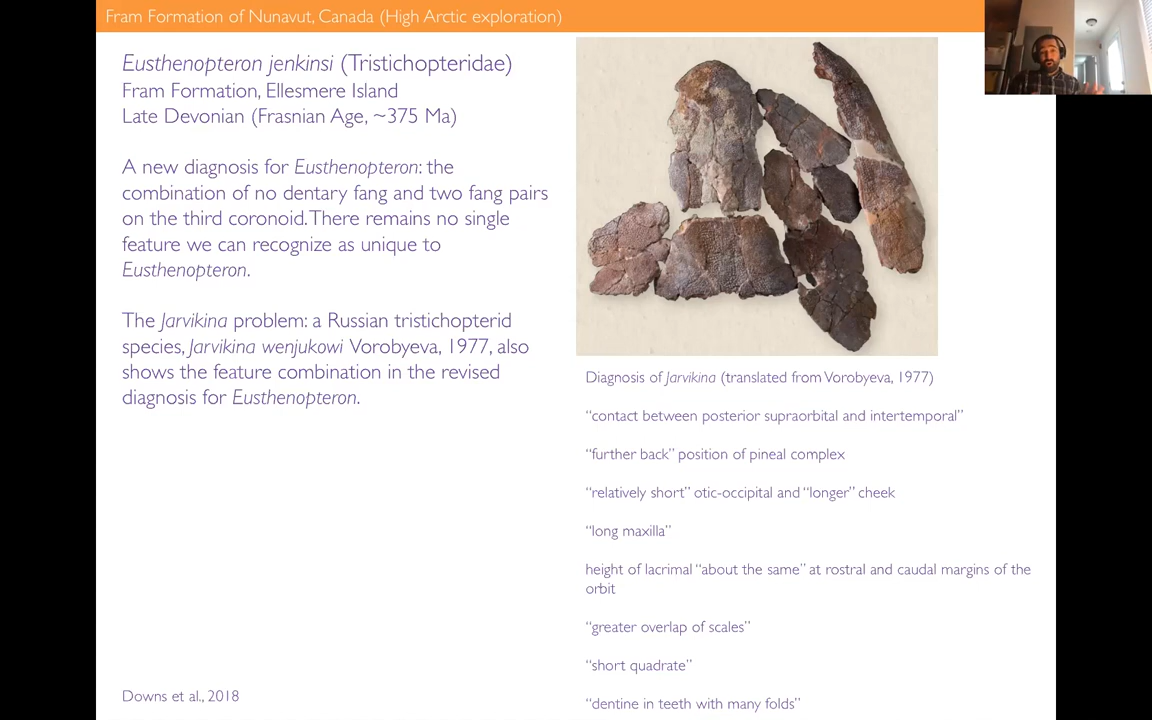 Fram Formation of Nunavut, Canada (High Arctic exploration)
Eusthenopteron jenkinsi (Tristichopteridae)
Fram Formation, Ellesmere Island
Late Devonian (Frasnian Age, ~375 Ma)
A new diagnosis for Eusthenopteron: the
combination of no dentary fang and two fang pairs
on the third coronoid. There remains no single
feature we can recognize as unique to
Eusthenopteron.
The Jarvikina problem: a Russian tristichopterid
species, Jarvikina wenjukowi Vorobyeva, 1977, also
shows the feature combination in the revised
diagnosis for Eusthenopteron.
Downs et al., 2018
Diagnosis of Jarvikina (translated from Vorobyeva, 1977)
“contact between posterior supraorbital and intertemporal”
“further back” position of pineal complex
“relatively short” otic-occipital and “longer” cheek
“long maxilla”
height of lacrimal “about the same” at rostral and caudal margins of the
orbit
“greater overlap of scales”
“short quadrate”
“dentine in teeth with many folds”